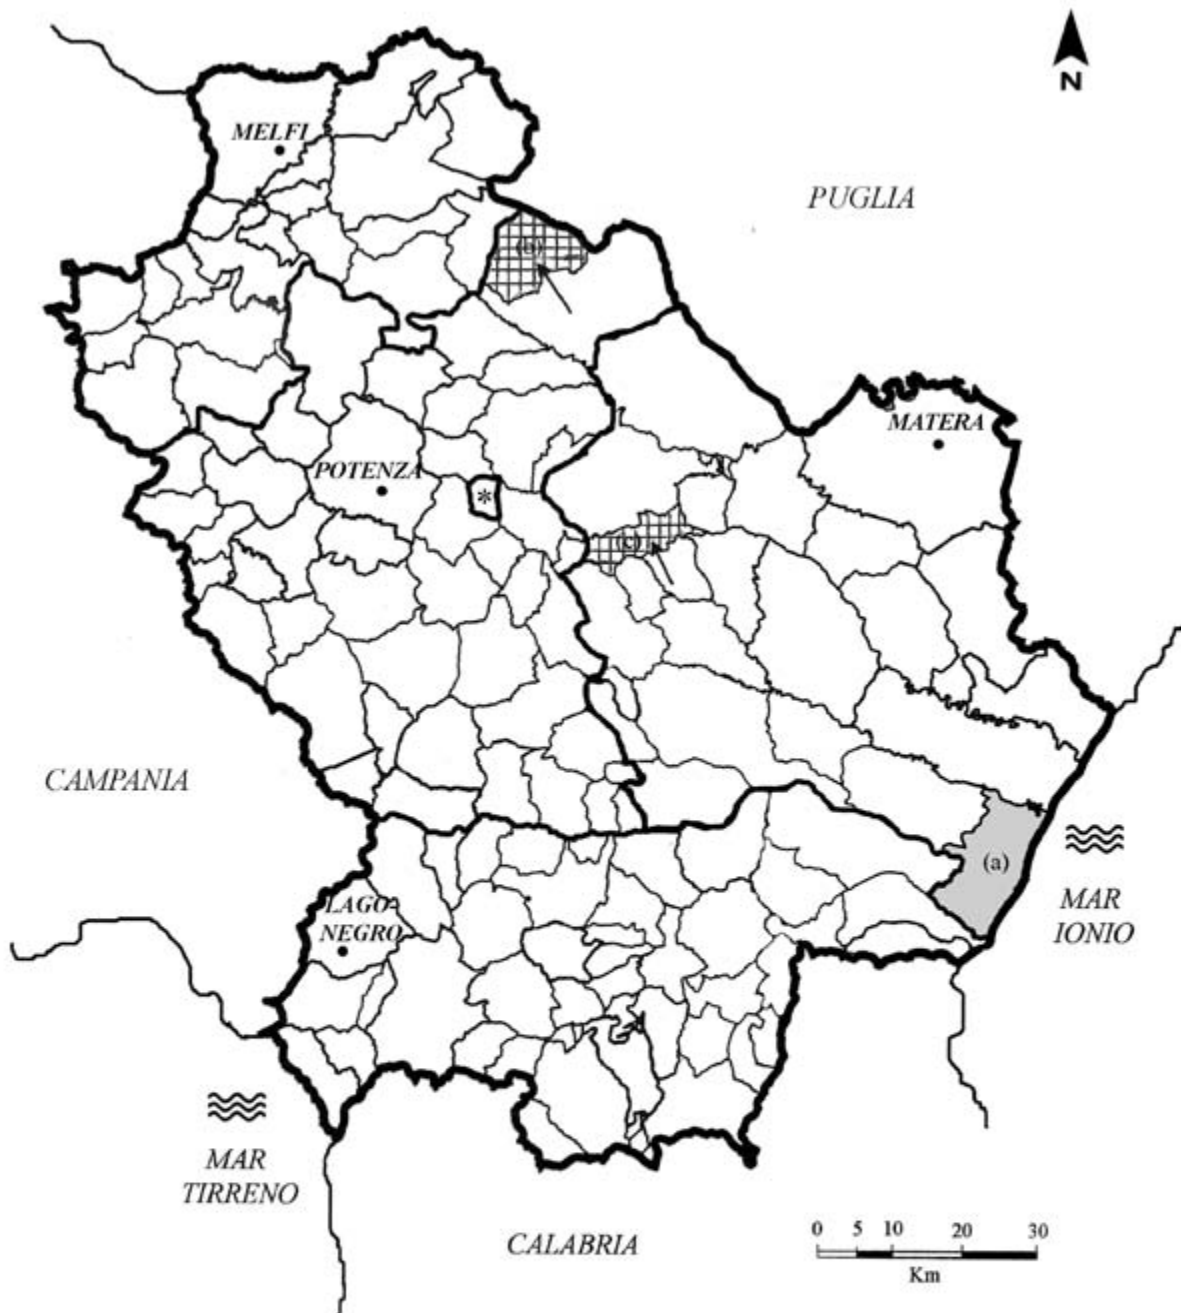 N
MELFI
PUGLIA
(b)
MATERA
POTENZA
*
(c)
CAMPANIA
(a)
LAGO-
NEGRO
MAR
IONIO
MAR
TIRRENO
CALABRIA
0 5 10 20 30
Km